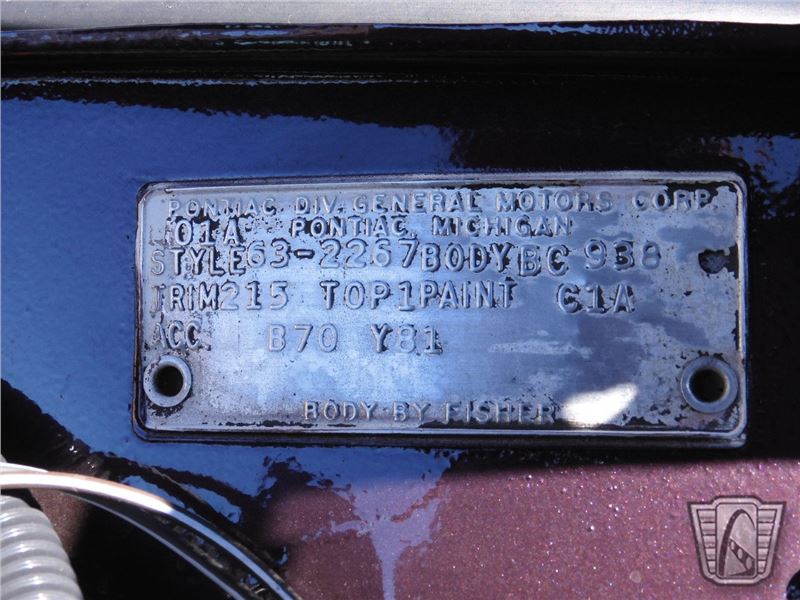 PONTIAC DIV. GENERAL MOTORS CORP.
01A PONTIAC, MICHIGAN
STYLE 63-2267 BODY BC 938
TRIM 215 TOP 1 PAINT C1A
ACC. B70 Y81
BODY BY FISHER